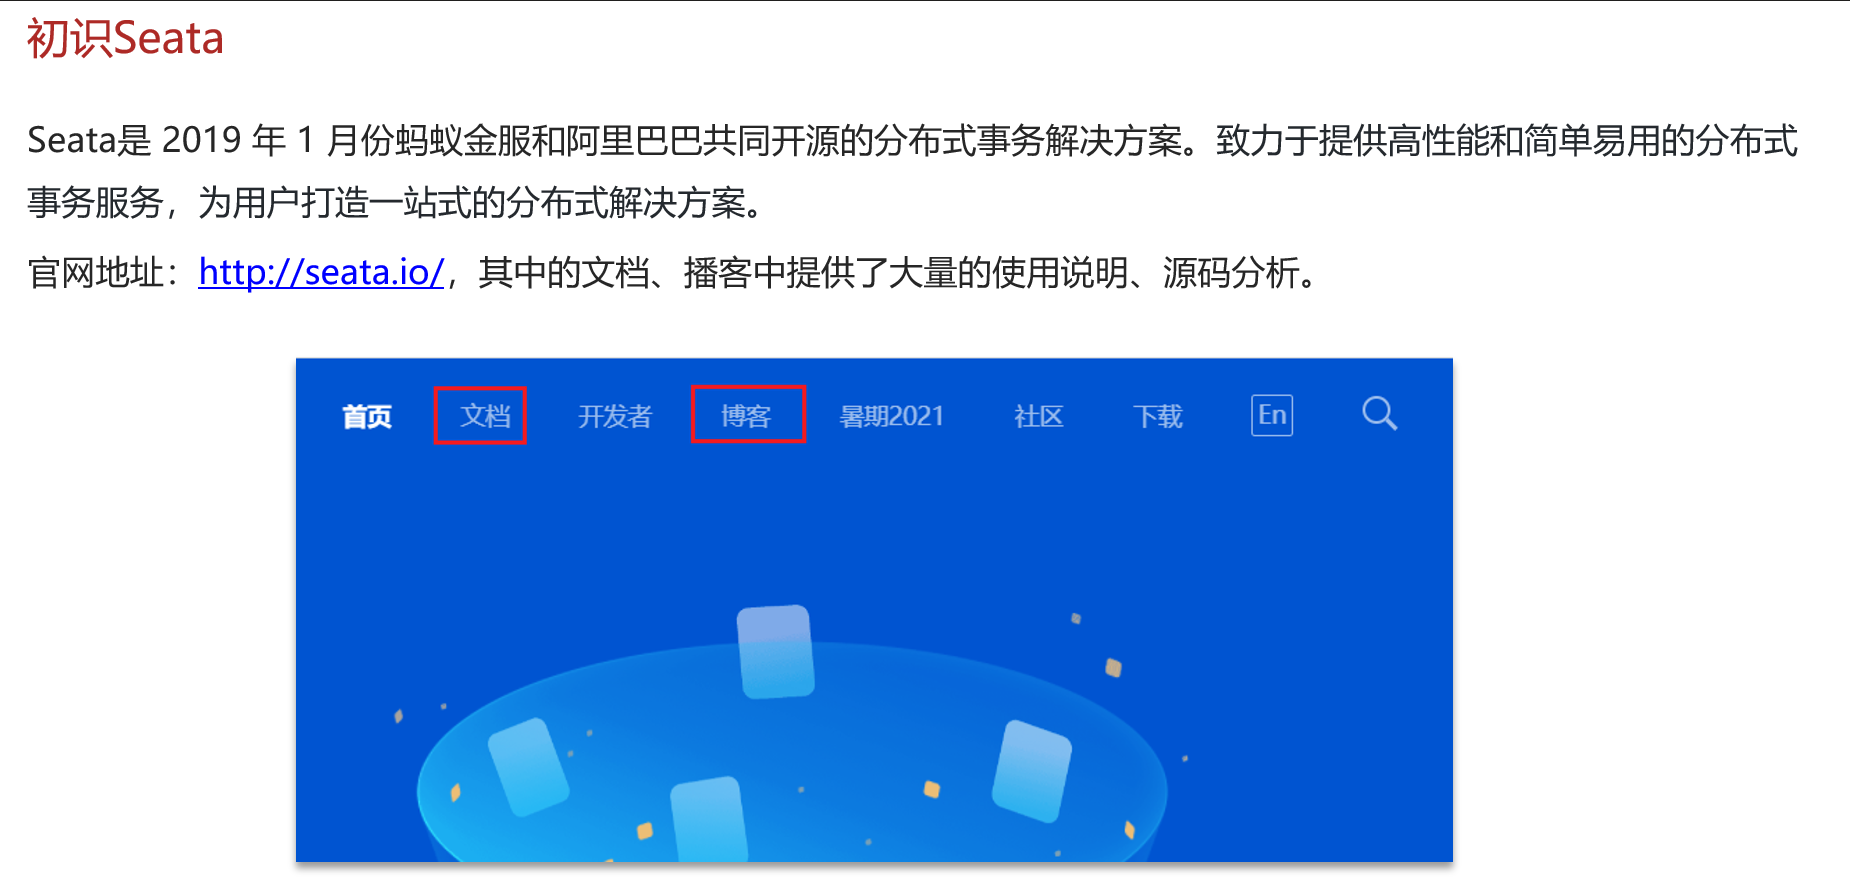 初识Seata
Seata是 2019 年 1 月份蚂蚁金服和阿里巴巴共同开源的分布式事务解决方案。致力于提供高性能和简单易用的分布式
事务服务，为用户打造一站式的分布式解决方案。
官网地址：http://seata.io/，其中的文档、播客中提供了大量的使用说明、源码分析。
首页 文档 开发者 博客 暑期2021 社区 下载 En